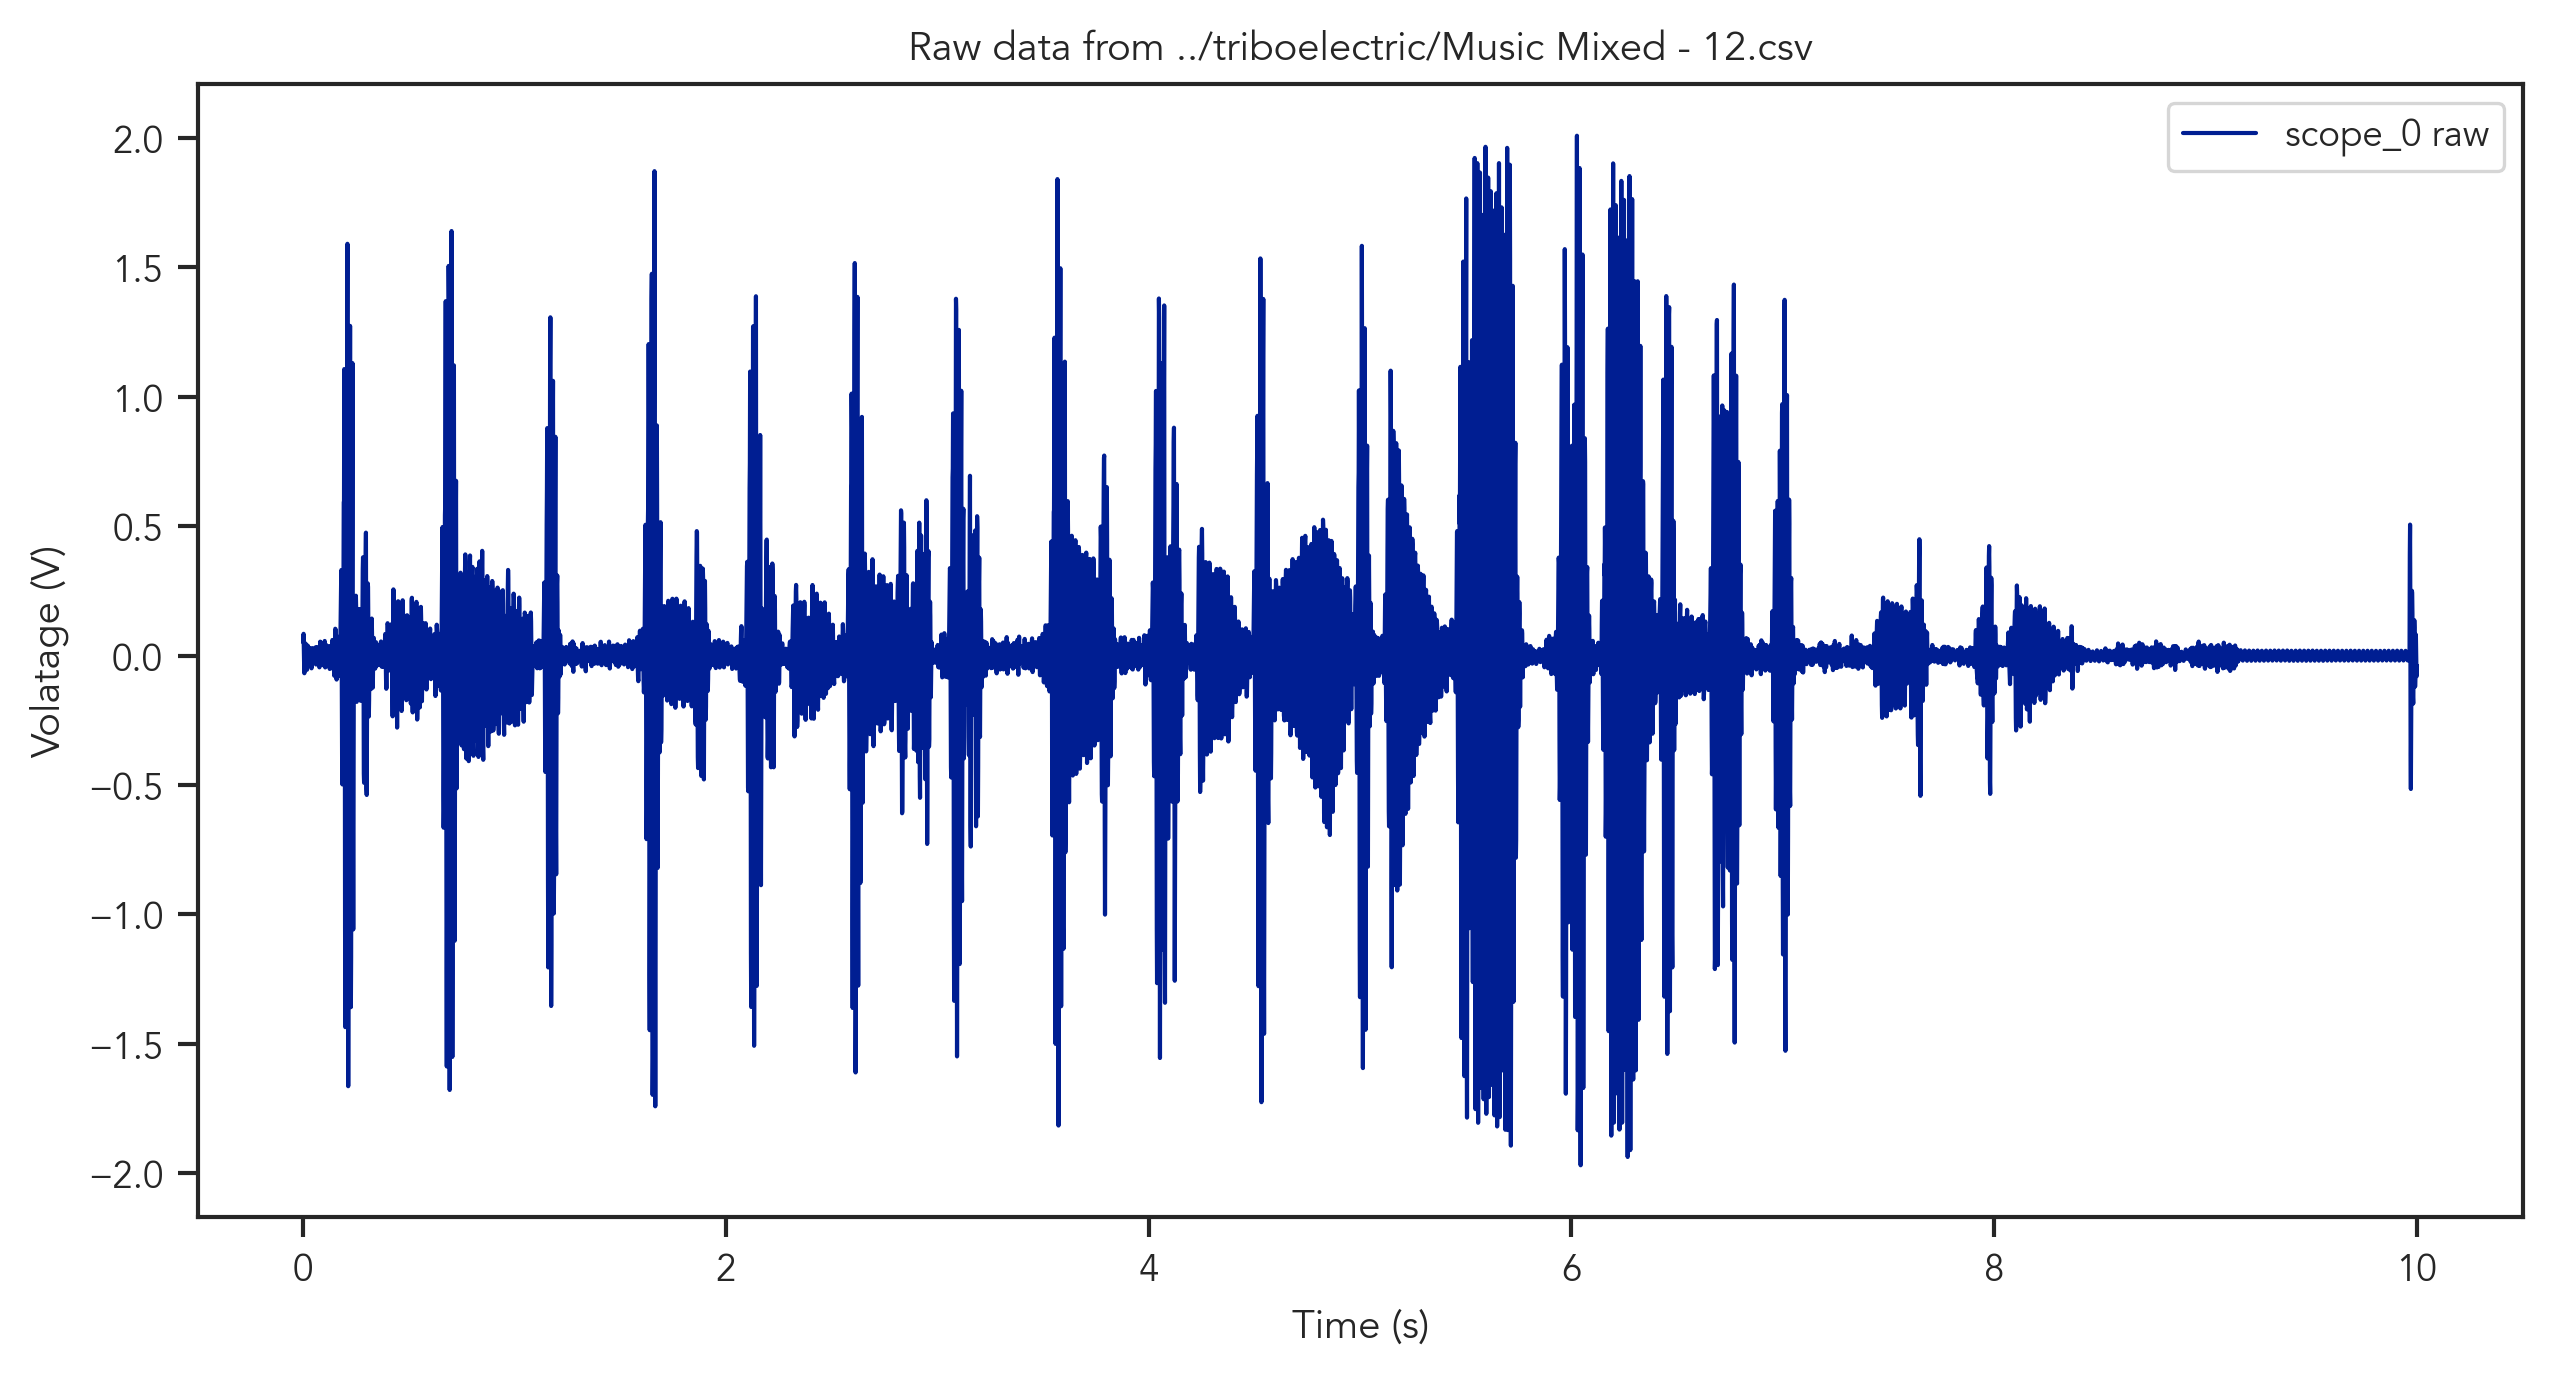 Raw data from ../triboelectric/Music Mixed - 12.csv
scope_0 raw
2.0
1.5
1.0
0.5
0.0
−0.5
−1.0
−1.5
−2.0
Volatage (V)
0 2 4 6 8 10
Time (s)